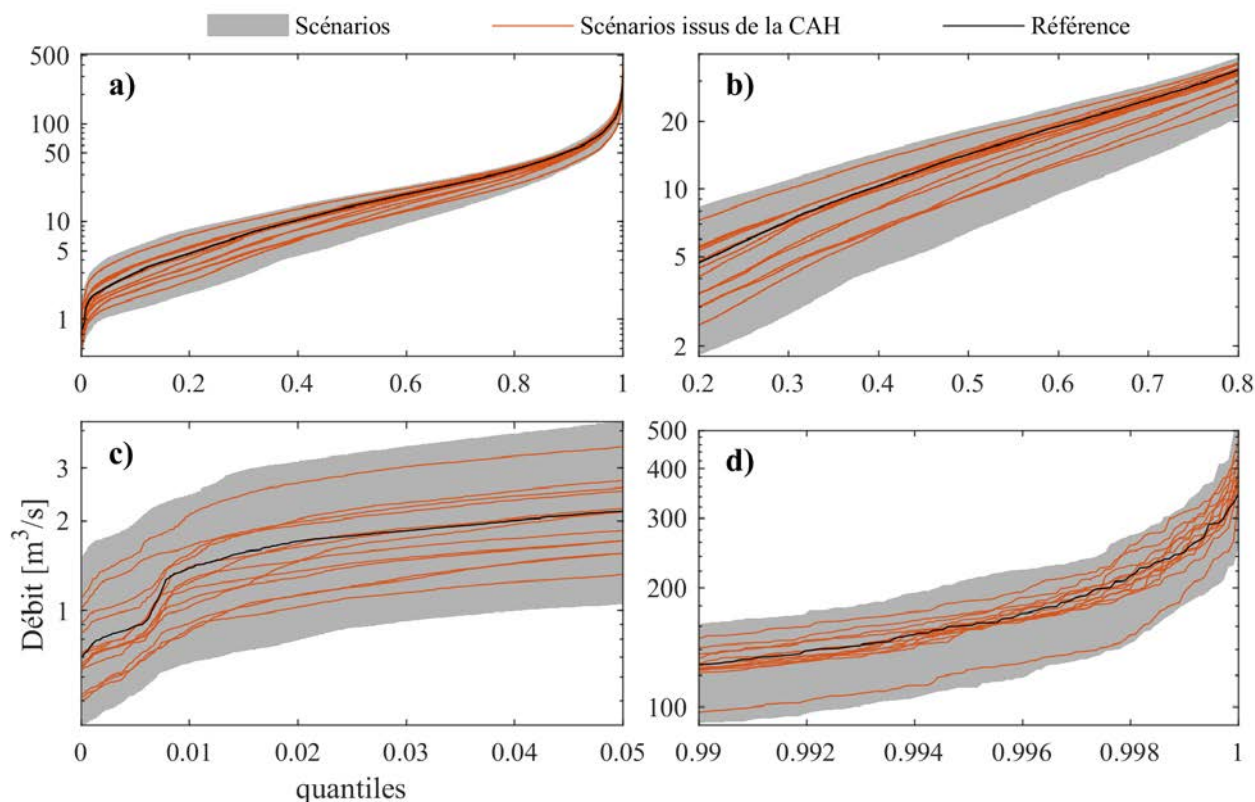 Scénarios Scénarios issus de la CAH Référence
a)
500
100
50
10
5
1
0 0.2 0.4 0.6 0.8 1
b)
20
10
5
2
0.2 0.3 0.4 0.5 0.6 0.7 0.8
c)
3
2
1
0 0.01 0.02 0.03 0.04 0.05
Débit [m³/s]
quantiles
d)
500
400
300
200
100
0.99 0.992 0.994 0.996 0.998 1